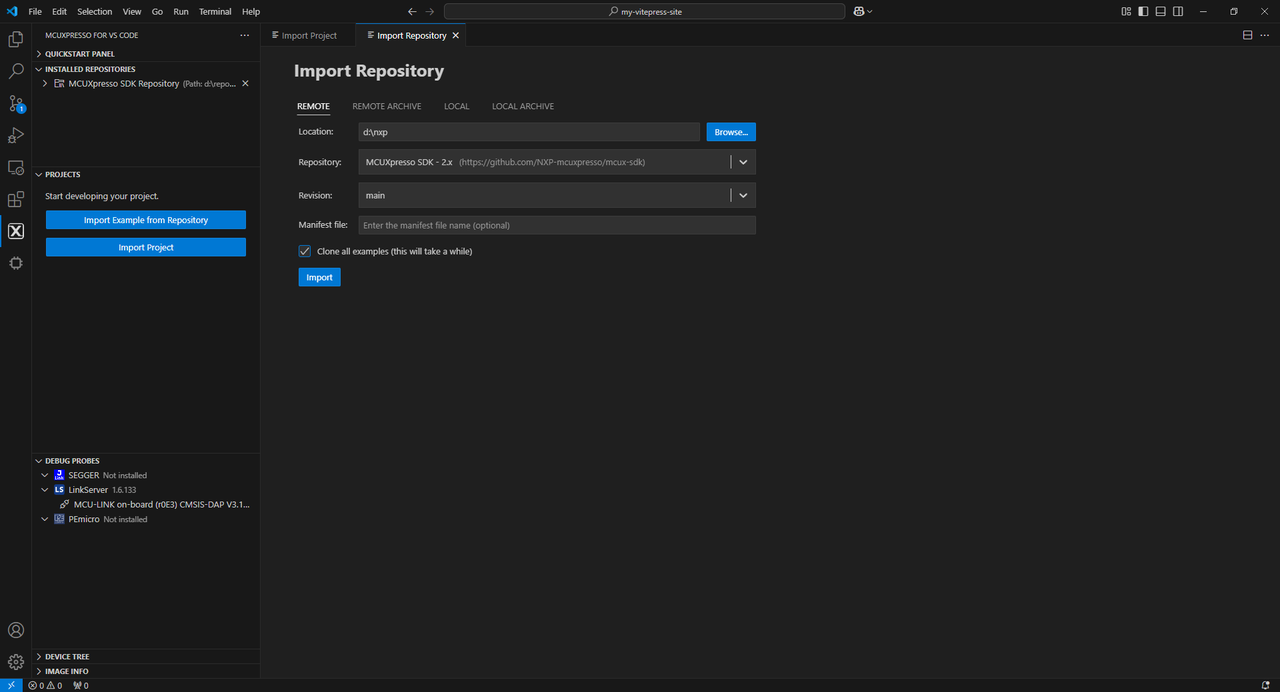 File Edit Selection View Go Run Terminal Help
my-vitepress-site
MCUXPRESSO FOR VS CODE
QUICKSTART PANEL
INSTALLED REPOSITORIES
MCUXpresso SDK Repository (Path: d:\repo...
1
PROJECTS
Start developing your project.
Import Example from Repository
Import Project
DEBUG PROBES
J Link SEGGER Not installed
LS LinkServer 1.6.133
MCU-LINK on-board (r0E3) CMSIS-DAP V3.1...
PEmicro Not installed
DEVICE TREE
IMAGE INFO
Import Project Import Repository
Import Repository
REMOTE REMOTE ARCHIVE LOCAL LOCAL ARCHIVE
Location: d:\nxp Browse...
Repository: MCUXpresso SDK - 2.x (https://github.com/NXP-mcuxpresso/mcux-sdk)
Revision: main
Manifest file: Enter the manifest file name (optional)
Clone all examples (this will take a while)
Import
0 0 0